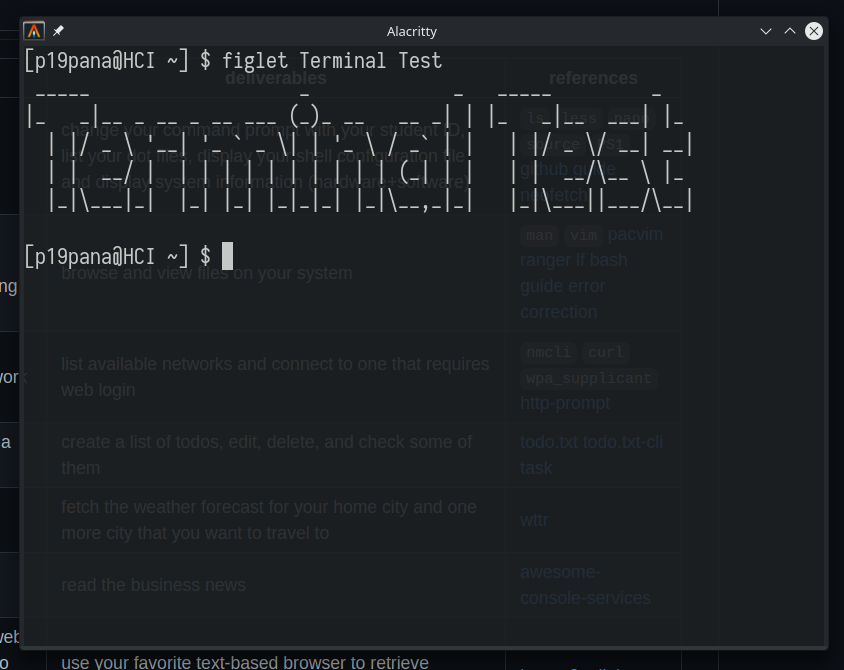 Alacritty
[p19pana@HCI ~] $ figlet Terminal Test
Terminal Test
[p19pana@HCI ~] $
deliverables references
change your command prompt with your student ID, ls less nano
list your dot files, display your shell configuration file source PS1
and display system information (hardware+software) github guide
neofetch
man vim pacvim
browse and view files on your system ranger lf bash
ng guide error
correction
list available networks and connect to one that requires nmcli curl
work web login wpa_supplicant
http-prompt
a create a list of todos, edit, delete, and check some of todo.txt todo.txt-cli
them task
fetch the weather forecast for your home city and one wttr
more city that you want to travel to
read the business news awesome-
console-services
web
o use your favorite text-based browser to retrieve